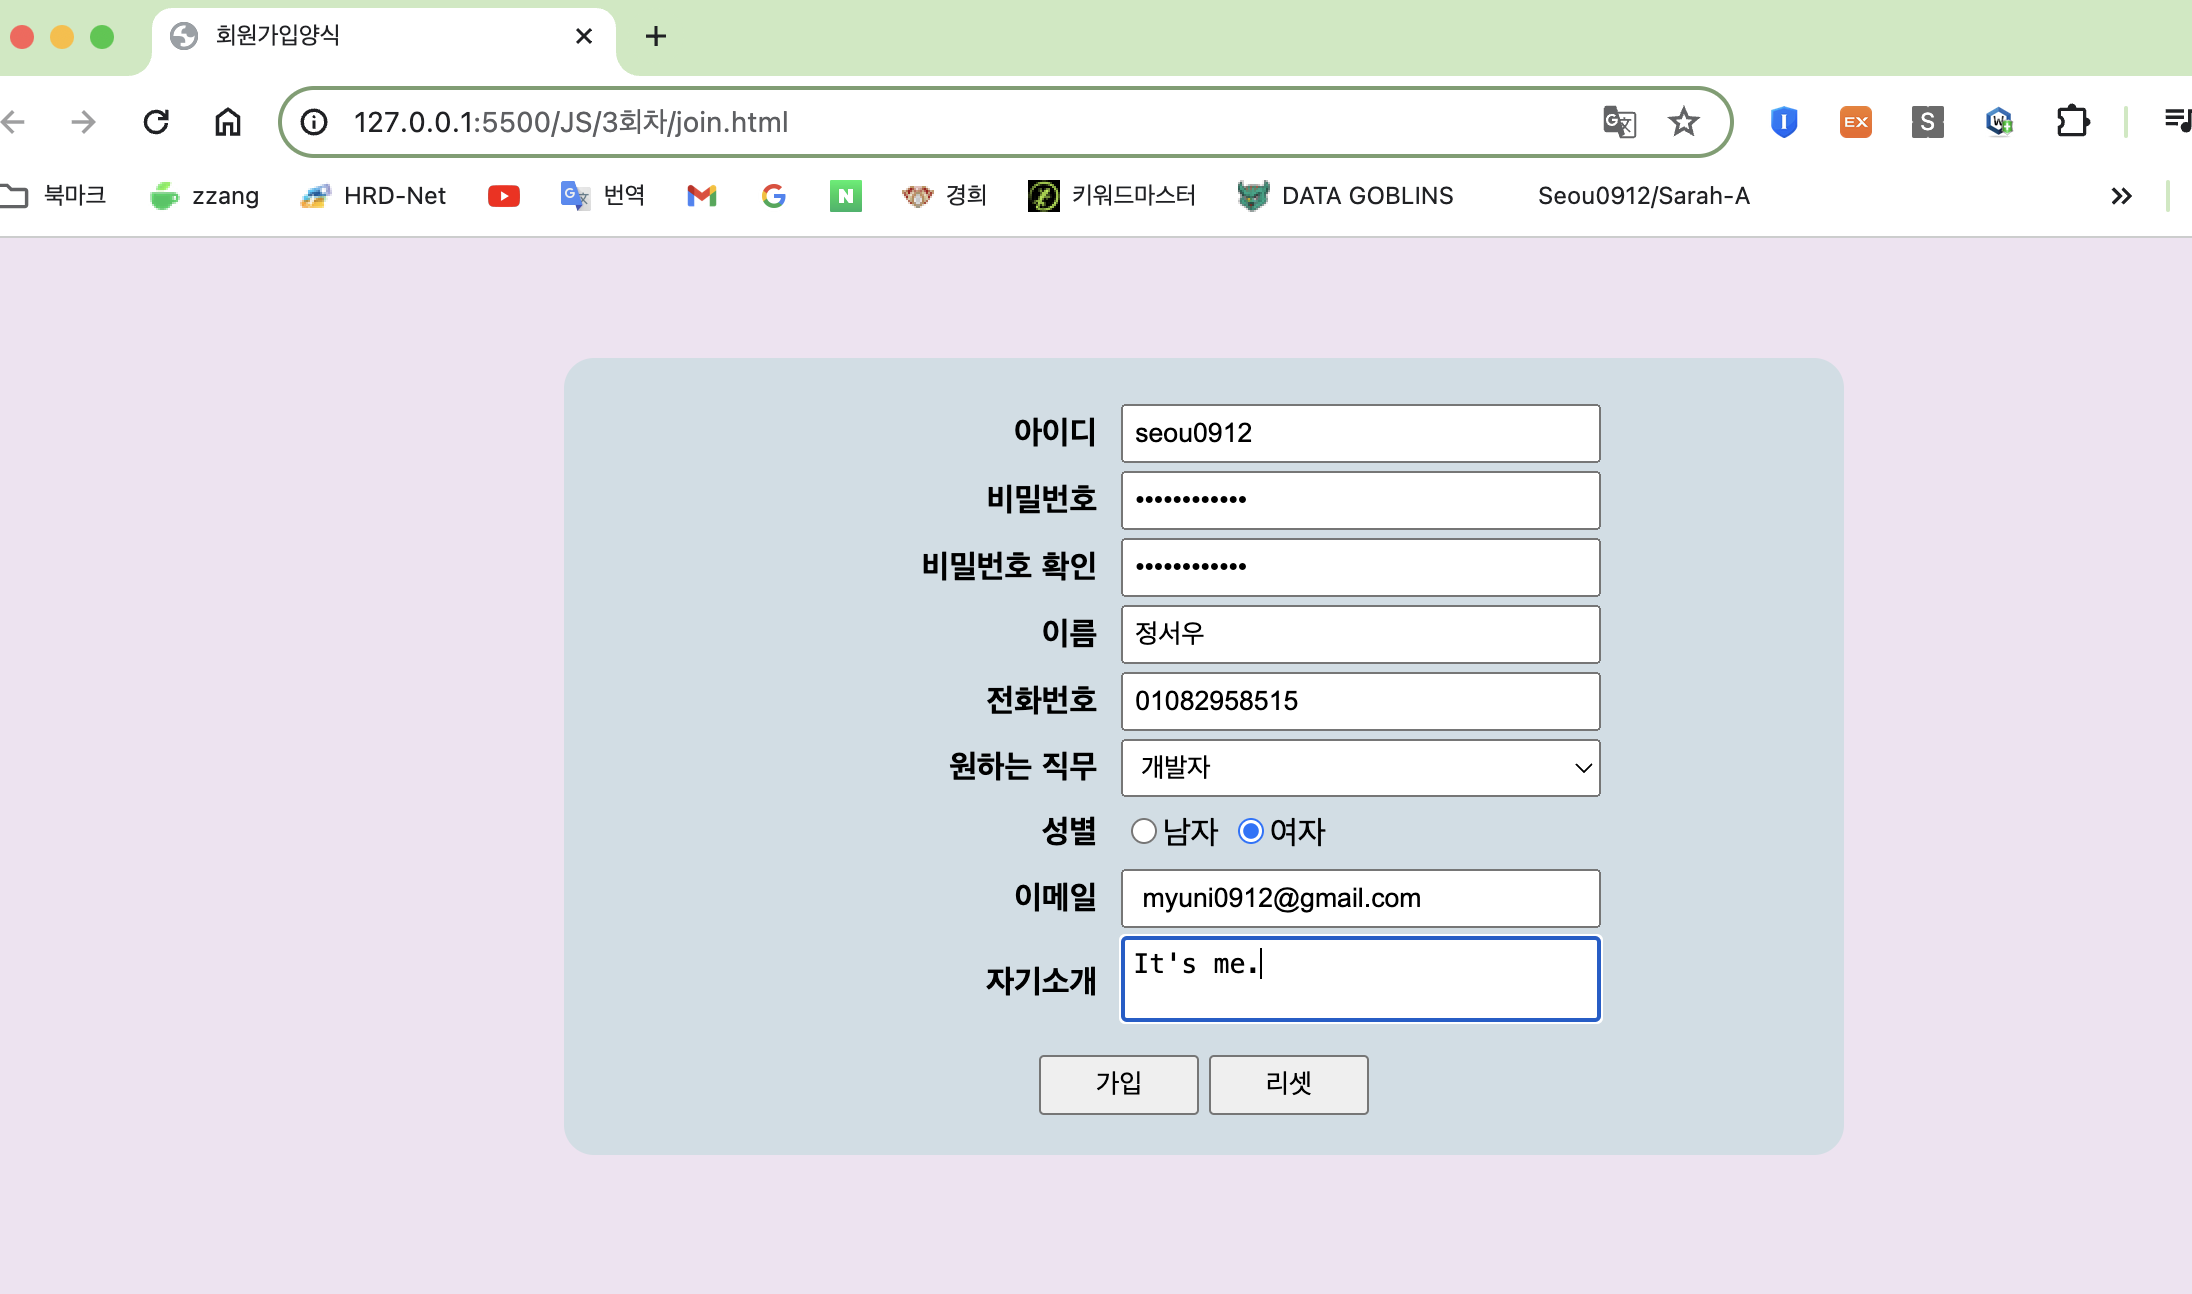 회원가입양식
127.0.0.1:5500/JS/3회차/join.html
북마크 zzang HRD-Net 번역 N 경희 키워드마스터 DATA GOBLINS Seou0912/Sarah-A
아이디 seou0912
비밀번호 ••••••••••••
비밀번호 확인 ••••••••••••
이름 정서우
전화번호 01082958515
원하는 직무 개발자
성별 남자 여자
이메일 myuni0912@gmail.com
자기소개 It's me.
가입 리셋